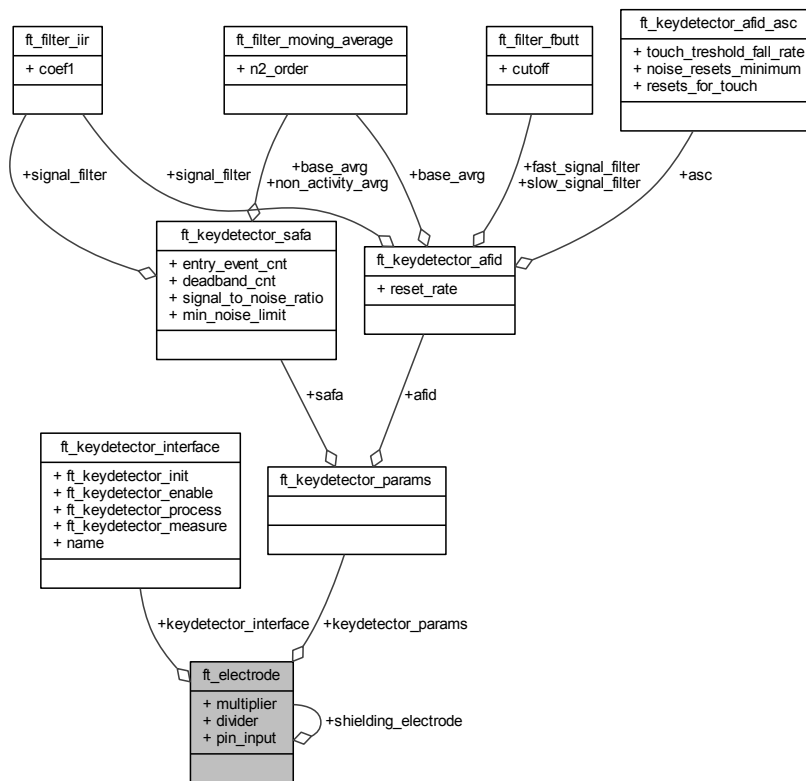 ft_filter_iir
+ coef1
ft_filter_moving_average
+ n2_order
ft_filter_fbutt
+ cutoff
ft_keydetector_afid_asc
+ touch_treshold_fall_rate
+ noise_resets_minimum
+ resets_for_touch
+signal_filter
+signal_filter
+base_avrg
+non_activity_avrg
+base_avrg
+fast_signal_filter
+slow_signal_filter
+asc
ft_keydetector_safa
+ entry_event_cnt
+ deadband_cnt
+ signal_to_noise_ratio
+ min_noise_limit
ft_keydetector_afid
+ reset_rate
+safa
+afid
ft_keydetector_interface
+ ft_keydetector_init
+ ft_keydetector_enable
+ ft_keydetector_process
+ ft_keydetector_measure
+ name
ft_keydetector_params
+keydetector_interface
+keydetector_params
ft_electrode
+ multiplier
+ divider
+ pin_input
+shielding_electrode